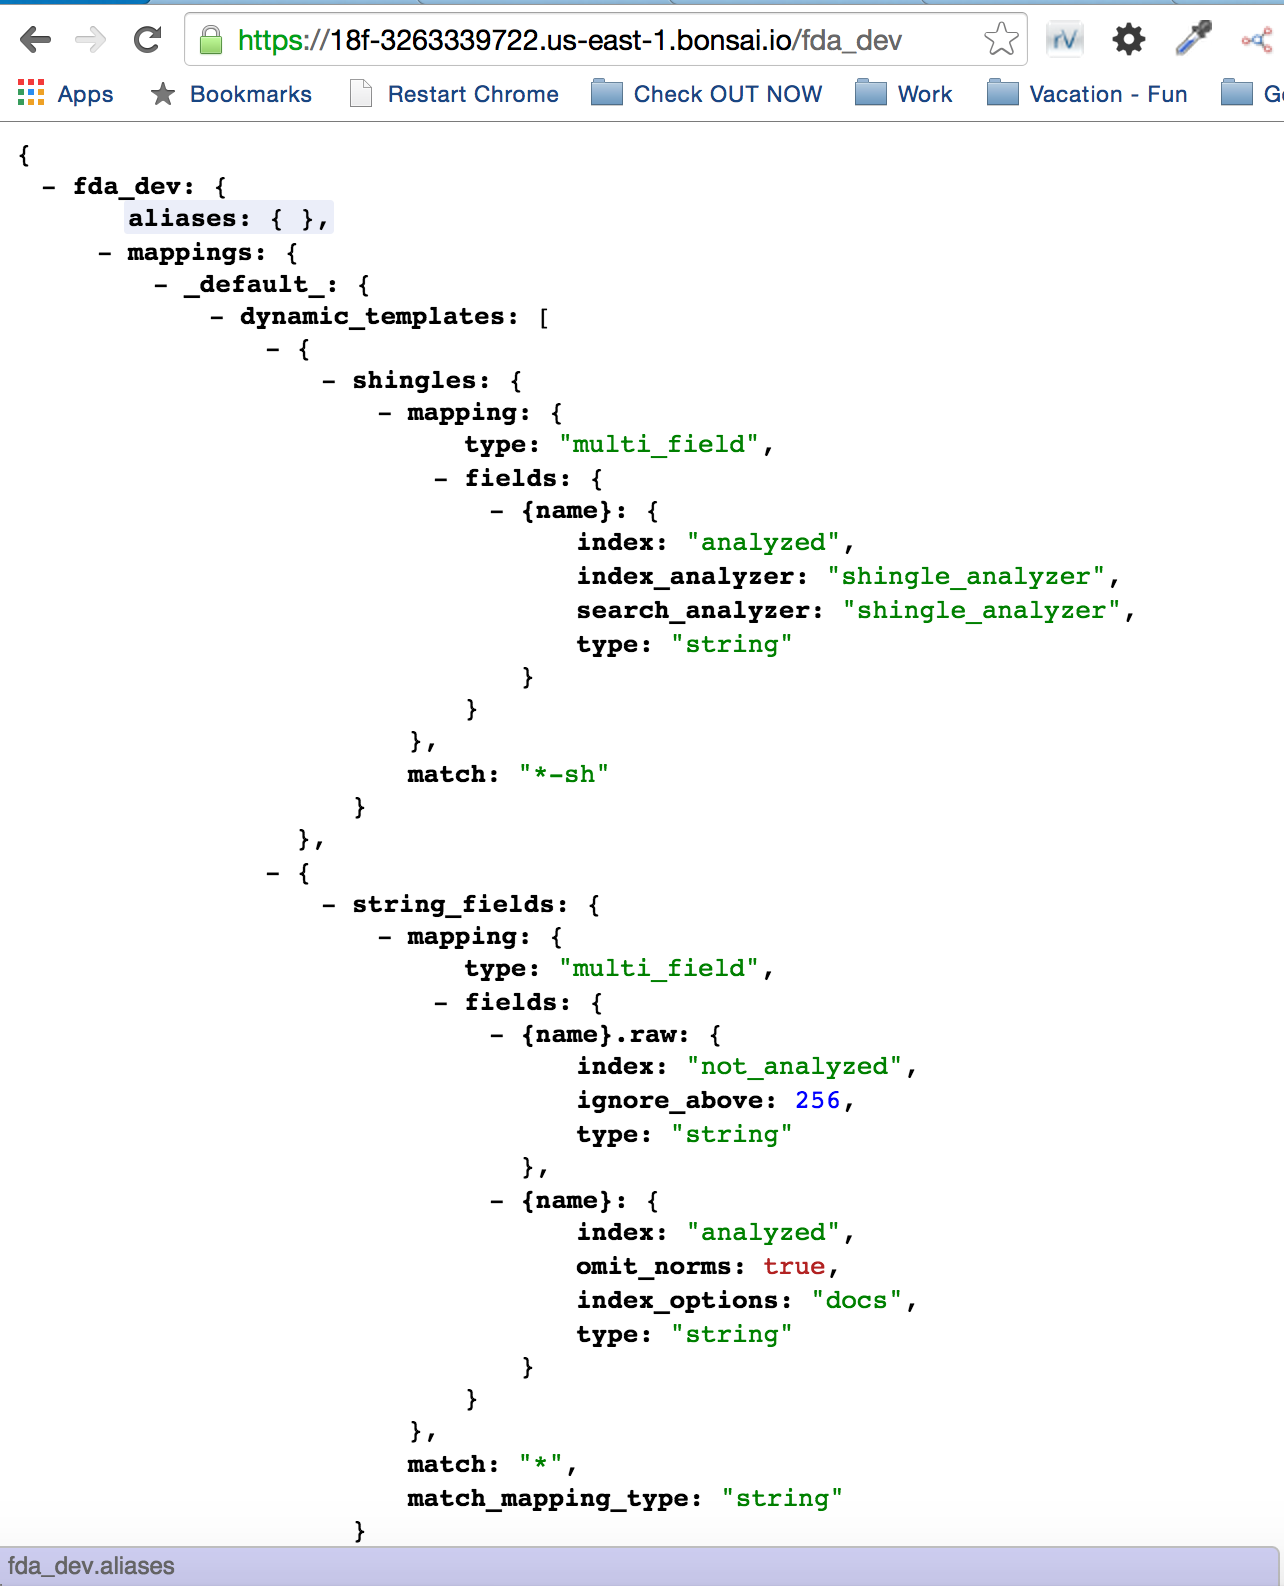 https://18f-3263339722.us-east-1.bonsai.io/fda_dev
rV
Apps Bookmarks Restart Chrome Check OUT NOW Work Vacation - Fun
{
- fda_dev: {
aliases: { },
- mappings: {
- _default_: {
- dynamic_templates: [
- {
- shingles: {
- mapping: {
type: "multi_field",
- fields: {
- {name}: {
index: "analyzed",
index_analyzer: "shingle_analyzer",
search_analyzer: "shingle_analyzer",
type: "string"
}
}
},
match: "*-sh"
}
},
- {
- string_fields: {
- mapping: {
type: "multi_field",
- fields: {
- {name}.raw: {
index: "not_analyzed",
ignore_above: 256,
type: "string"
},
- {name}: {
index: "analyzed",
omit_norms: true,
index_options: "docs",
type: "string"
}
}
},
match: "*",
match_mapping_type: "string"
}
fda_dev.aliases